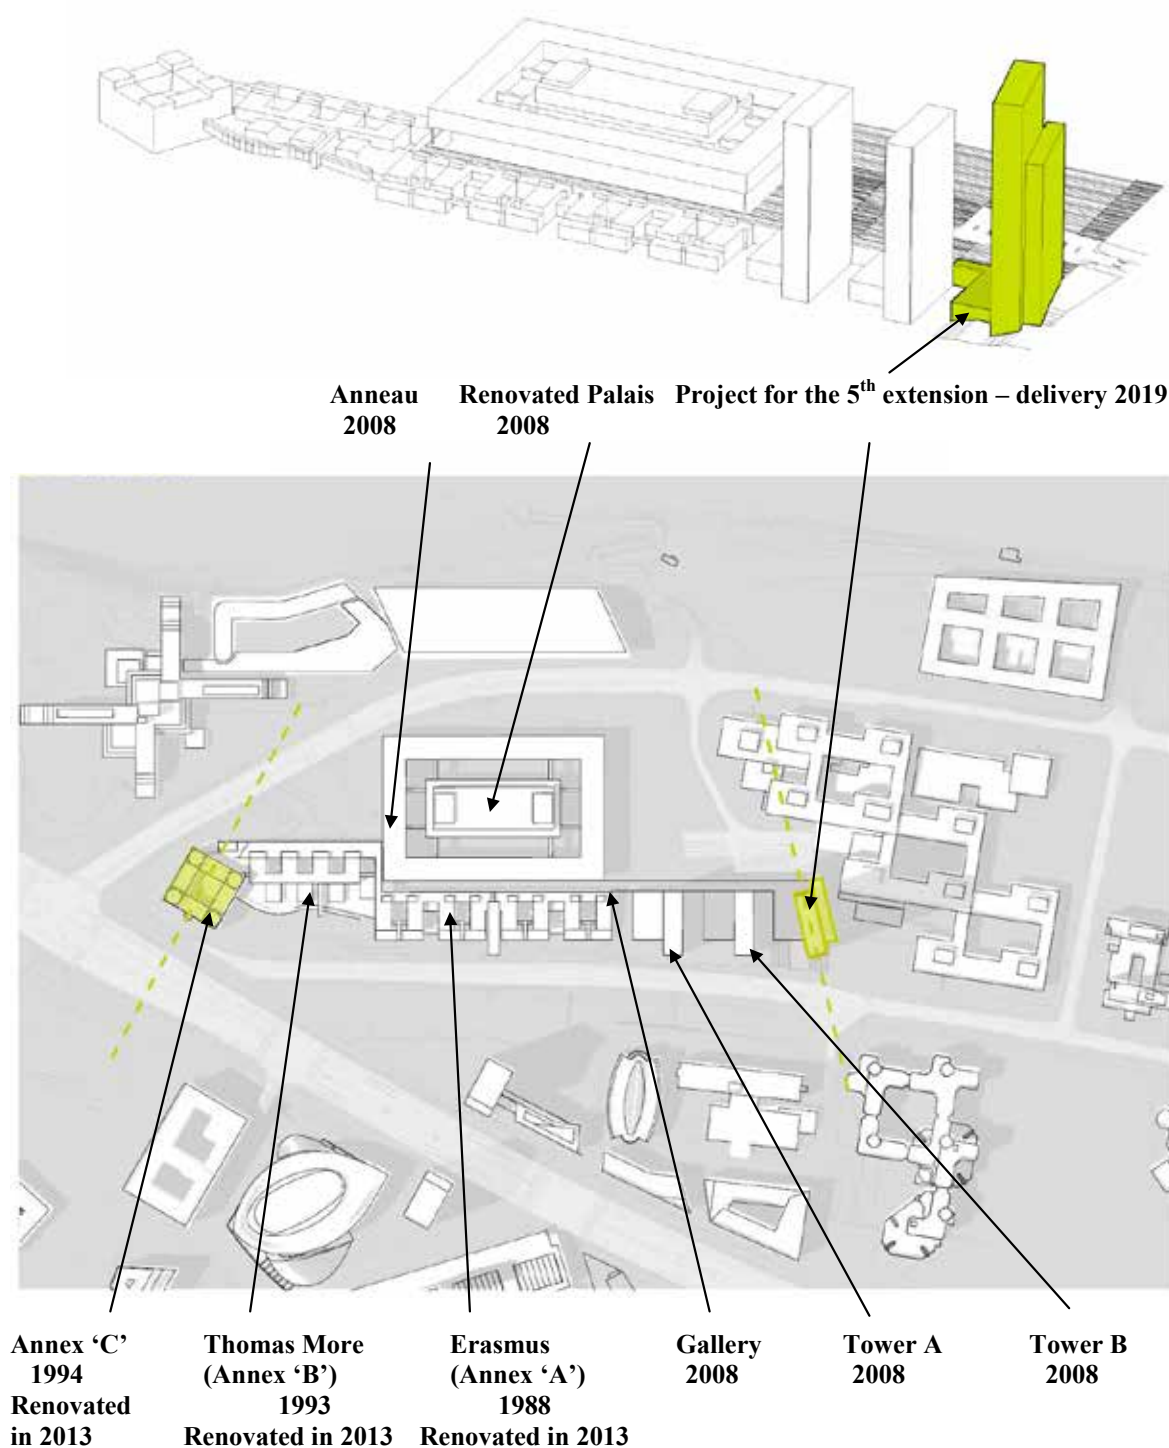 Anneau Renovated Palais Project for the 5th extension – delivery 2019
2008 2008
Annex ‘C’ Thomas More Erasmus Gallery Tower A Tower B
1994 (Annex ‘B’) (Annex ‘A’) 2008 2008 2008
Renovated 1993 1988
in 2013 Renovated in 2013 Renovated in 2013